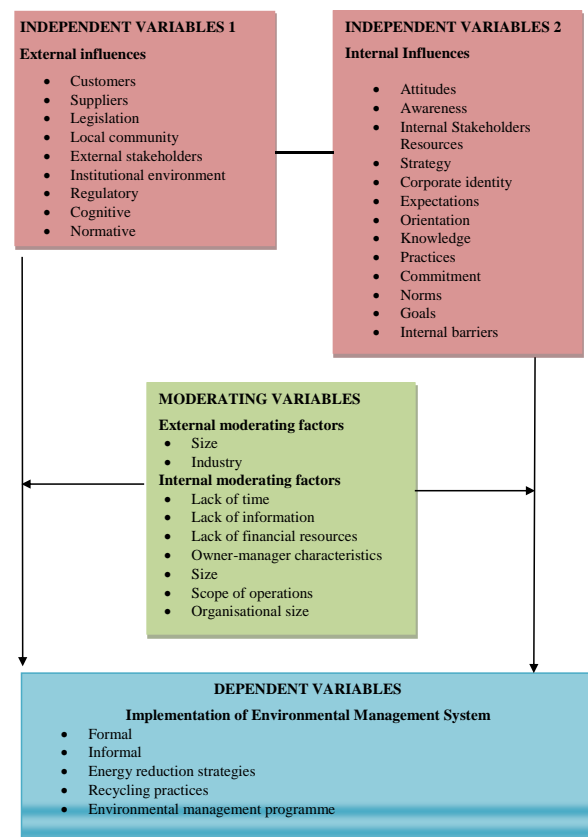 INDEPENDENT VARIABLES 1
External influences
• Customers
• Suppliers
• Legislation
• Local community
• External stakeholders
• Institutional environment
• Regulatory
• Cognitive
• Normative
INDEPENDENT VARIABLES 2
Internal Influences
• Attitudes
• Awareness
• Internal Stakeholders
Resources
• Strategy
• Corporate identity
• Expectations
• Orientation
• Knowledge
• Practices
• Commitment
• Norms
• Goals
• Internal barriers
MODERATING VARIABLES
External moderating factors
• Size
• Industry
Internal moderating factors
• Lack of time
• Lack of information
• Lack of financial resources
• Owner-manager characteristics
• Size
• Scope of operations
• Organisational size
DEPENDENT VARIABLES
Implementation of Environmental Management System
• Formal
• Informal
• Energy reduction strategies
• Recycling practices
• Environmental management programme